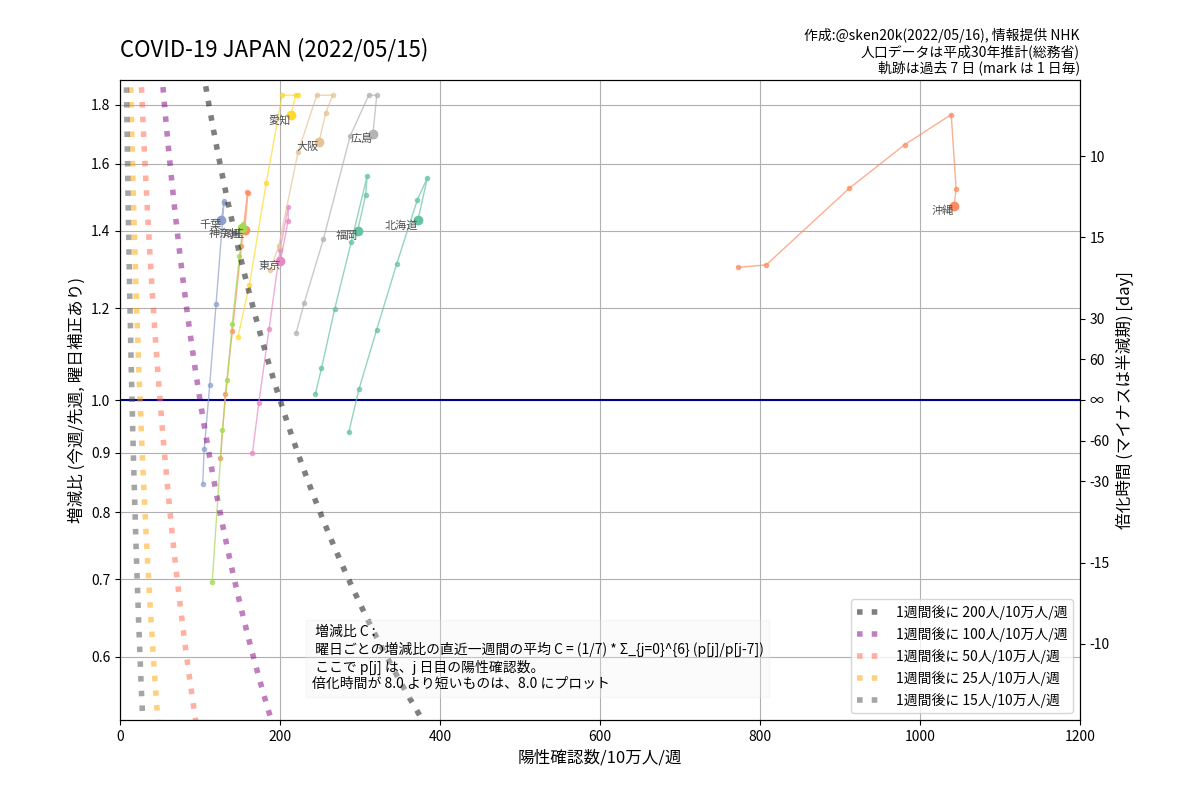 COVID-19 JAPAN (2022/05/15)
作成:@sken20k(2022/05/16), 情報提供 NHK
人口データは平成30年推計(総務省)
軌跡は過去 7 日 (mark は 1 日毎)
増減比 (今週/先週, 曜日補正あり)
1.8
1.6
1.4
1.2
1.0
0.9
0.8
0.7
0.6
愛知
大阪
広島
千葉
東京
福岡
北海道
沖縄
10
15
30
60
∞
-60
-30
-15
-10
倍化時間 (マイナスは半減期) [day]
増減比 C :
曜日ごとの増減比の直近一週間の平均 C = (1/7) * Σ_{j=0}^{6} (p[j]/p[j-7])
ここで p[j] は、j 日目の陽性確認数。
倍化時間が 8.0 より短いものは、8.0 にプロット
1週間後に 200人/10万人/週
1週間後に 100人/10万人/週
1週間後に 50人/10万人/週
1週間後に 25人/10万人/週
1週間後に 15人/10万人/週
0
200
400
600
800
1000
1200
陽性確認数/10万人/週